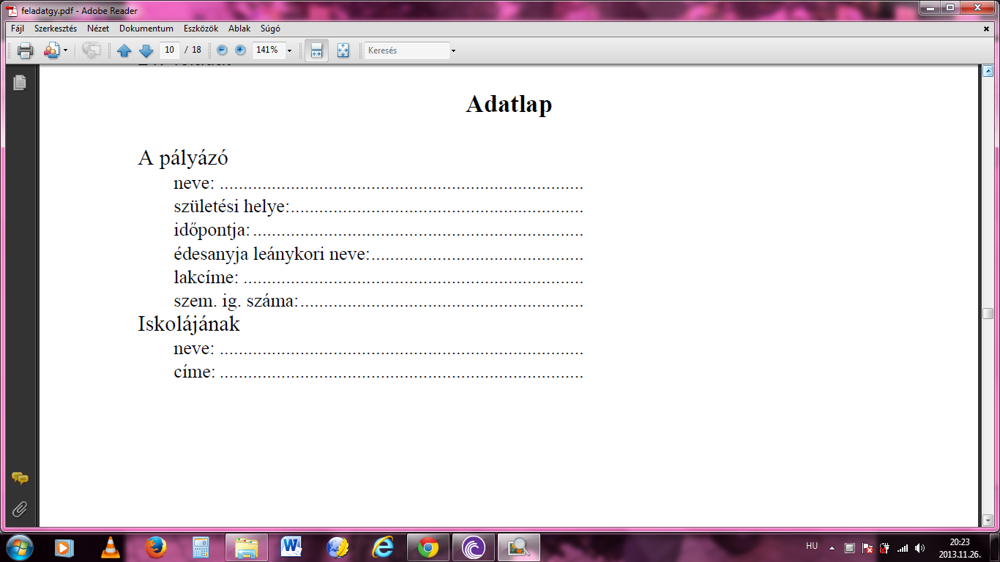 feladatgy.pdf - Adobe Reader
Fájl Szerkesztés Nézet Dokumentum Eszközök Ablak Súgó
10 / 18 141% Keresés
Adatlap
A pályázó
neve: ............................................................................
születési helye:..............................................................
időpontja:......................................................................
édesanyja leánykori neve:.............................................
lakcíme: ........................................................................
szem. ig. száma:............................................................
Iskolájának
neve: .............................................................................
címe: .............................................................................
HU
20:23
2013.11.26.